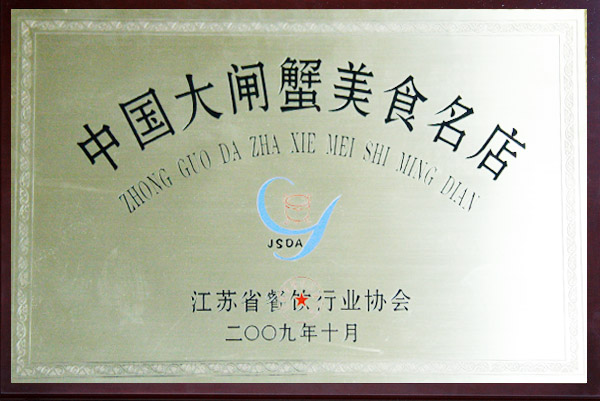 中国大闸蟹美食名店
ZHONG GUO DA ZHA XIE MEI SHI MING DIAN
JSDA
江苏省餐饮行业协会
二〇〇九年十月